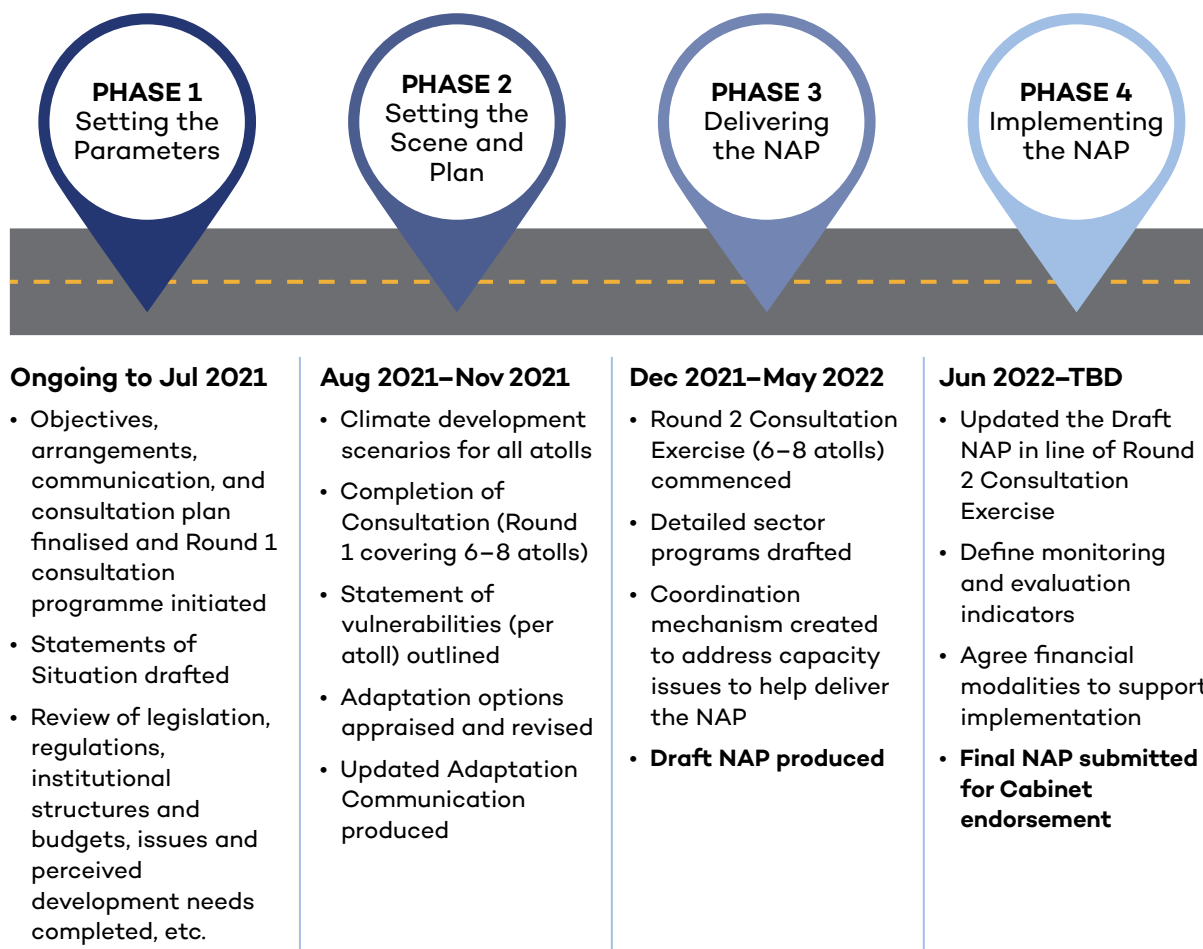 PHASE 1
Setting the
Parameters
PHASE 2
Setting the
Scene and
Plan
PHASE 3
Delivering
the NAP
PHASE 4
Implementing
the NAP
Ongoing to Jul 2021
• Objectives,
arrangements,
communication, and
consultation plan
finalised and Round 1
consultation
programme initiated
• Statements of
Situation drafted
• Review of legislation,
regulations,
institutional
structures and
budgets, issues and
perceived
development needs
completed, etc.
Aug 2021–Nov 2021
• Climate development
scenarios for all atolls
• Completion of
Consultation (Round
1 covering 6–8 atolls)
• Statement of
vulnerabilities (per
atoll) outlined
• Adaptation options
appraised and revised
• Updated Adaptation
Communication
produced
Dec 2021–May 2022
• Round 2 Consultation
Exercise (6–8 atolls)
commenced
• Detailed sector
programs drafted
• Coordination
mechanism created
to address capacity
issues to help deliver
the NAP
• Draft NAP produced
Jun 2022–TBD
• Updated the Draft
NAP in line of Round
2 Consultation
Exercise
• Define monitoring
and evaluation
indicators
• Agree financial
modalities to support
implementation
• Final NAP submitted
for Cabinet
endorsement